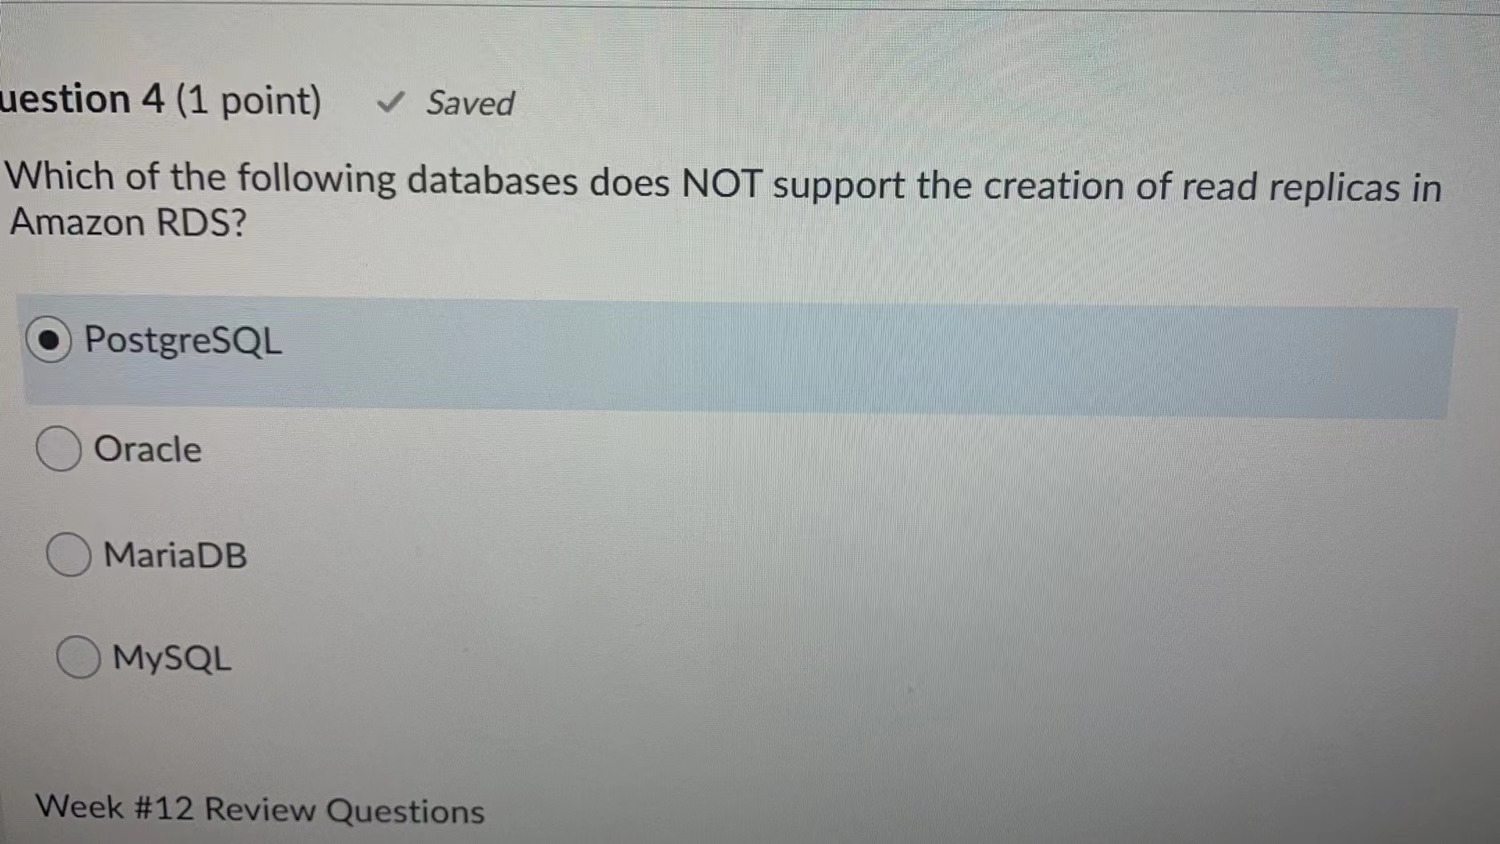 uestion 4 (1 point) ✓ Saved
Which of the following databases does NOT support the creation of read replicas in
Amazon RDS?
PostgreSQL
Oracle
MariaDB
MySQL
Week #12 Review Questions